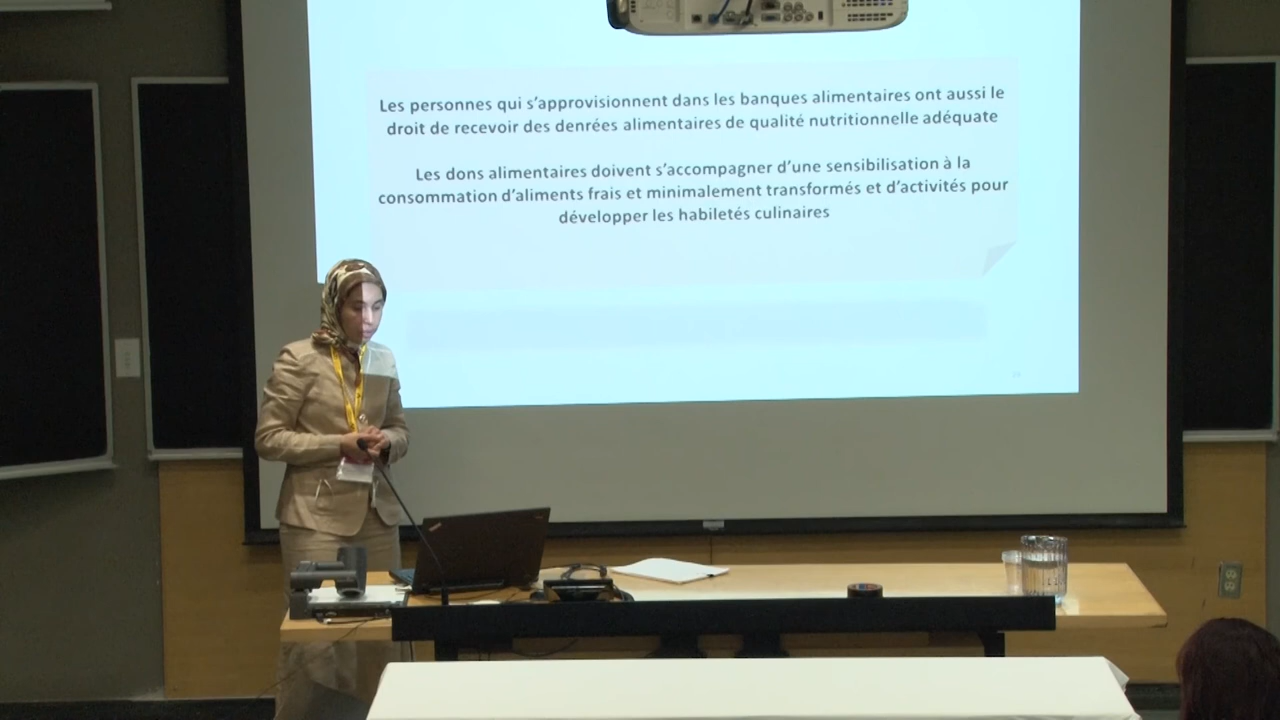 Les personnes qui s'approvisionnent dans les banques alimentaires ont aussi le
droit de recevoir des denrées alimentaires de qualité nutritionnelle adéquate
Les dons alimentaires doivent s'accompagner d'une sensibilisation à la
consommation d'aliments frais et minimalement transformés et d'activités pour
développer les habiletés culinaires